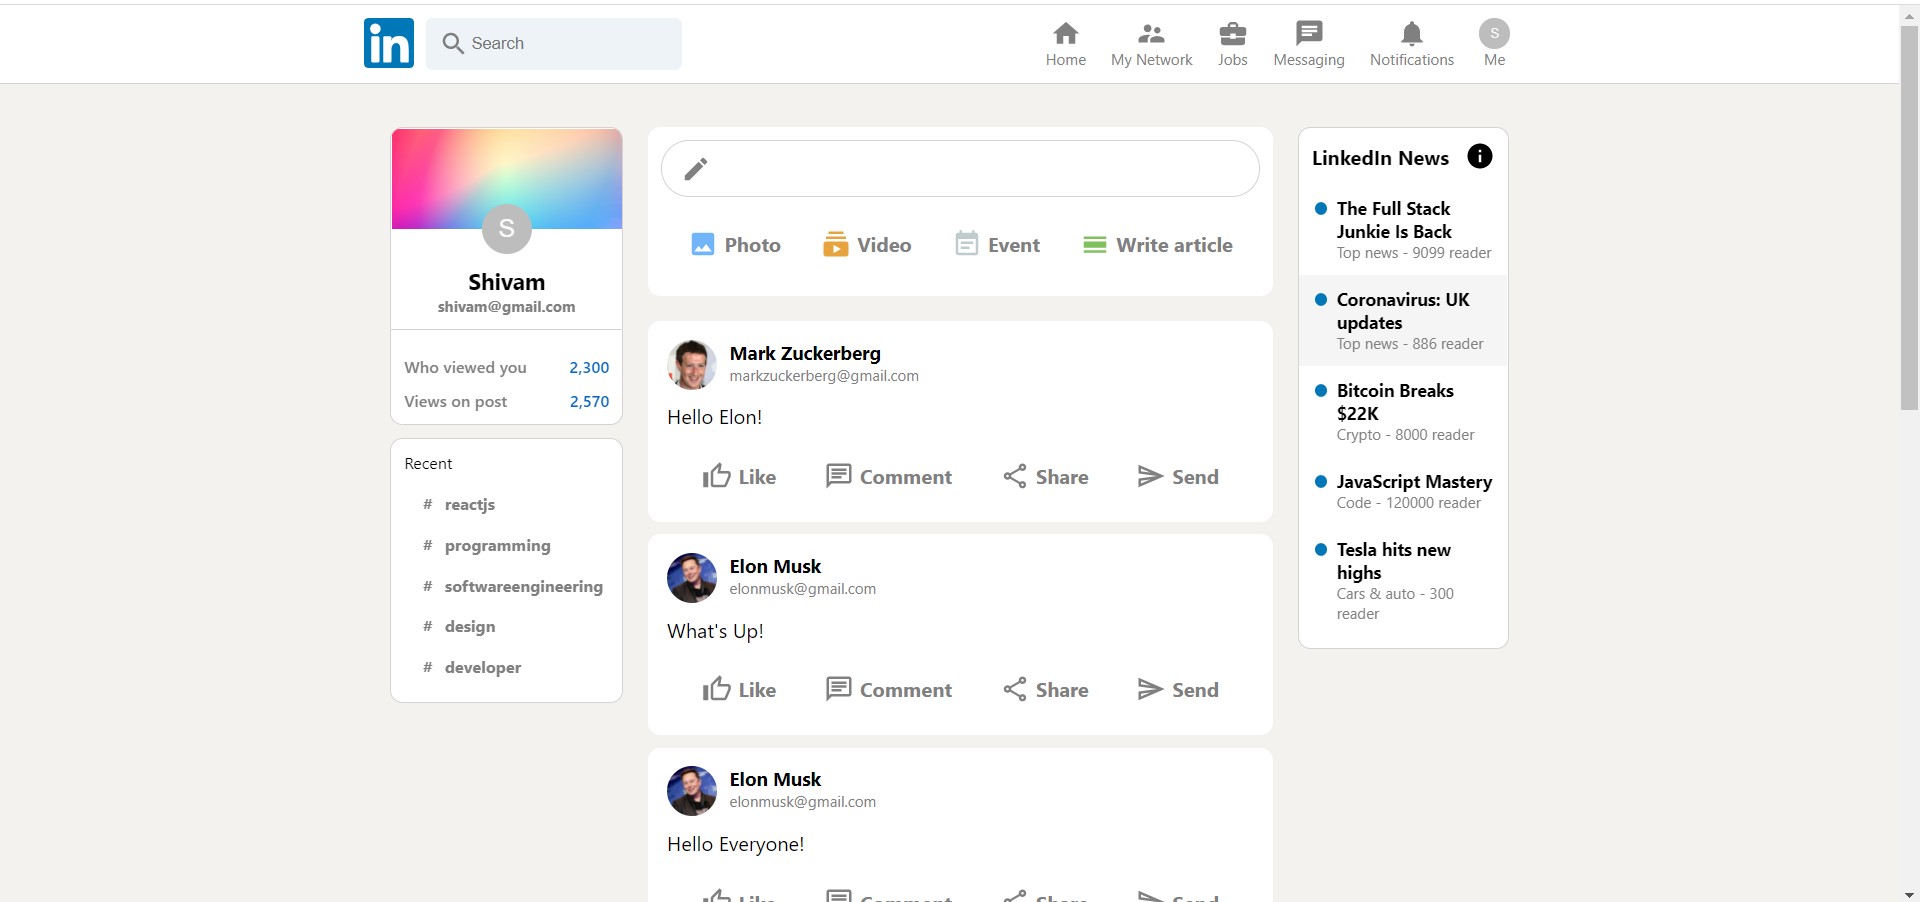 in
Search
Home
My Network
Jobs
Messaging
Notifications
S
Me
S
Shivam
shivam@gmail.com
Who viewed you 2,300
Views on post 2,570
Recent
# reactjs
# programming
# softwareengineering
# design
# developer
Photo
Video
Event
Write article
Mark Zuckerberg
markzuckerberg@gmail.com
Hello Elon!
Like
Comment
Share
Send
Elon Musk
elonmusk@gmail.com
What's Up!
Like
Comment
Share
Send
Elon Musk
elonmusk@gmail.com
Hello Everyone!
Like
Comment
Share
Send
LinkedIn News
The Full Stack
Junkie Is Back
Top news - 9099 reader
Coronavirus: UK
updates
Top news - 886 reader
Bitcoin Breaks
$22K
Crypto - 8000 reader
JavaScript Mastery
Code - 120000 reader
Tesla hits new
highs
Cars & auto - 300
reader